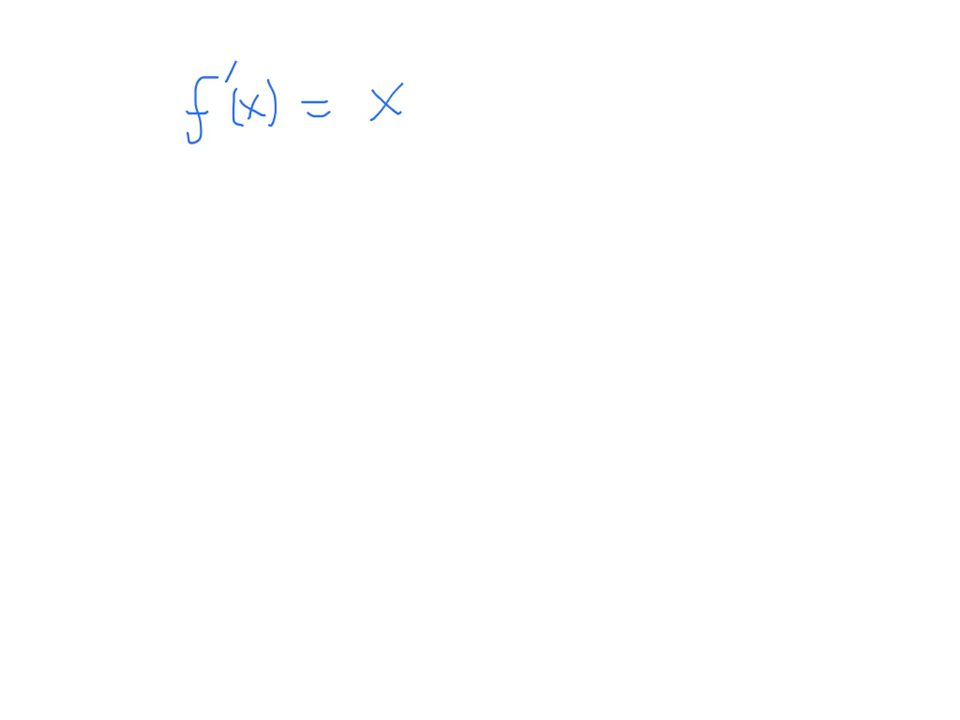 f'(x) = x